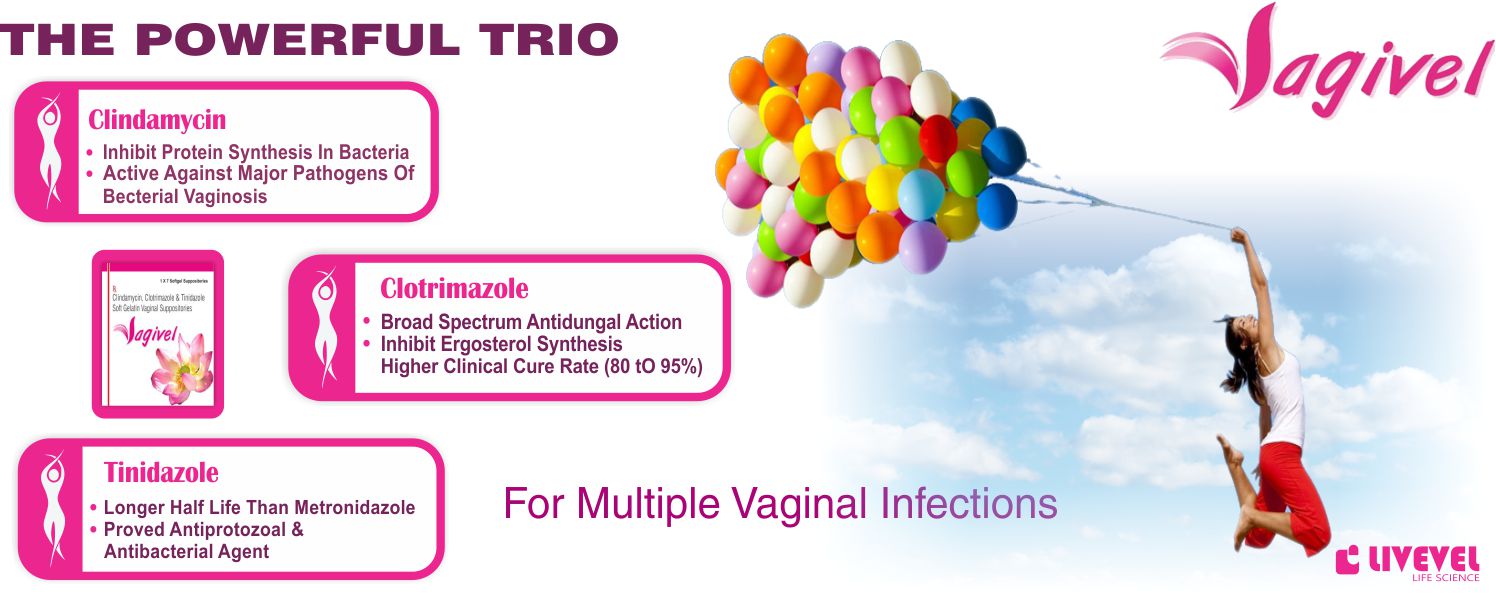 THE POWERFUL TRIO
Vagivel
Clindamycin
• Inhibit Protein Synthesis In Bacteria
• Active Against Major Pathogens Of
Becterial Vaginosis
1 X 7 Softgel Suppositories
Rx
Clindamycin, Clotrimazole & Tinidazole
Soft Gelatin Vaginal Suppositories
Vagivel
Clotrimazole
• Broad Spectrum Antidungal Action
• Inhibit Ergosterol Synthesis
Higher Clinical Cure Rate (80 tO 95%)
Tinidazole
• Longer Half Life Than Metronidazole
• Proved Antiprotozoal &
Antibacterial Agent
For Multiple Vaginal Infections
LIVEVEL
LIFE SCIENCE